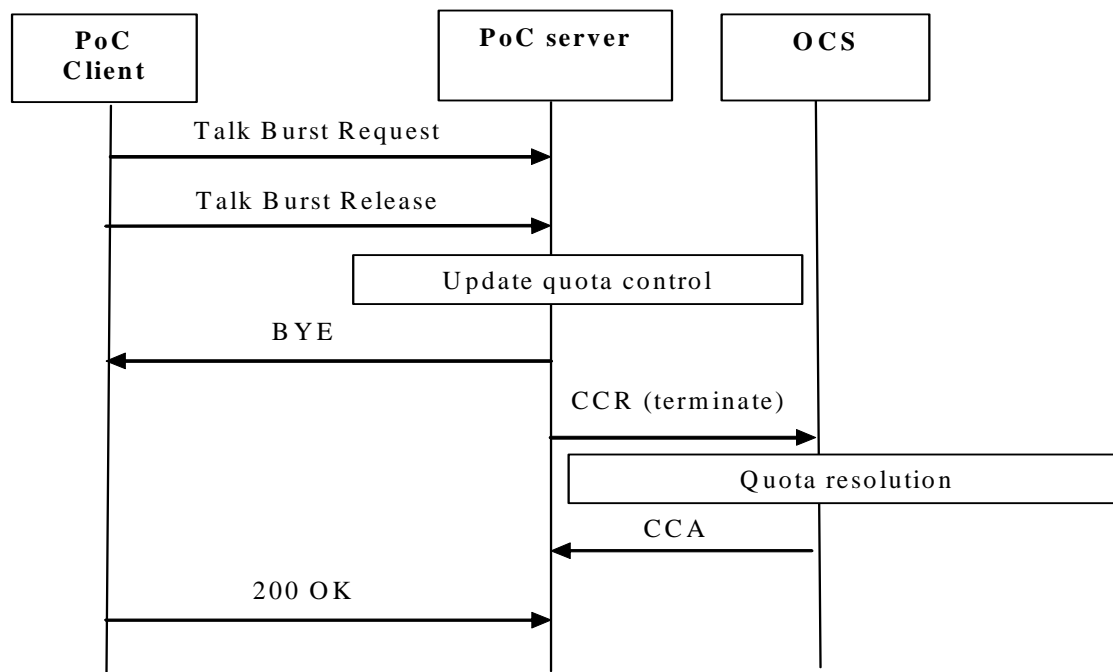 PoC
Client
PoC server
OCS
Talk Burst Request
Talk Burst Release
Update quota control
BYE
CCR (terminate)
Quota resolution
CCA
200 OK